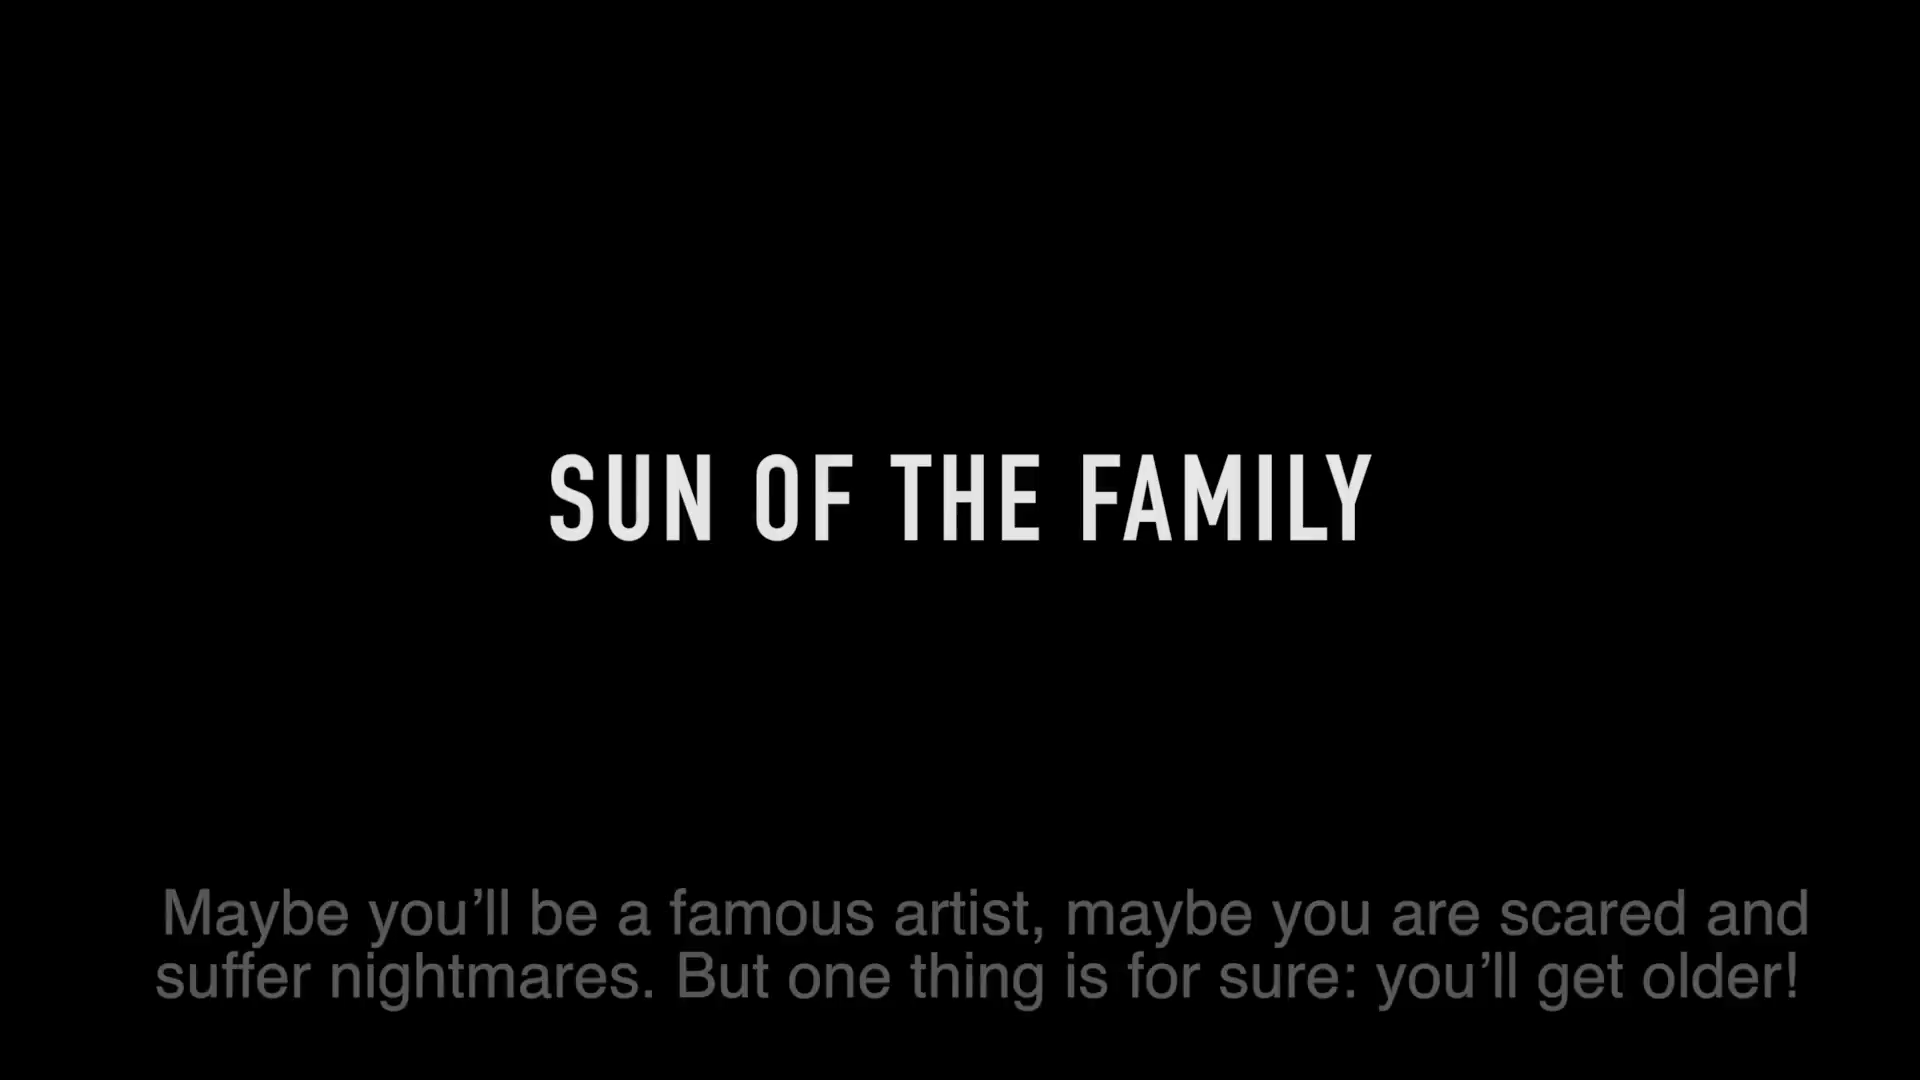 SUN OF THE FAMILY
Maybe you’ll be a famous artist, maybe you are scared and
suffer nightmares. But one thing is for sure: you’ll get older!